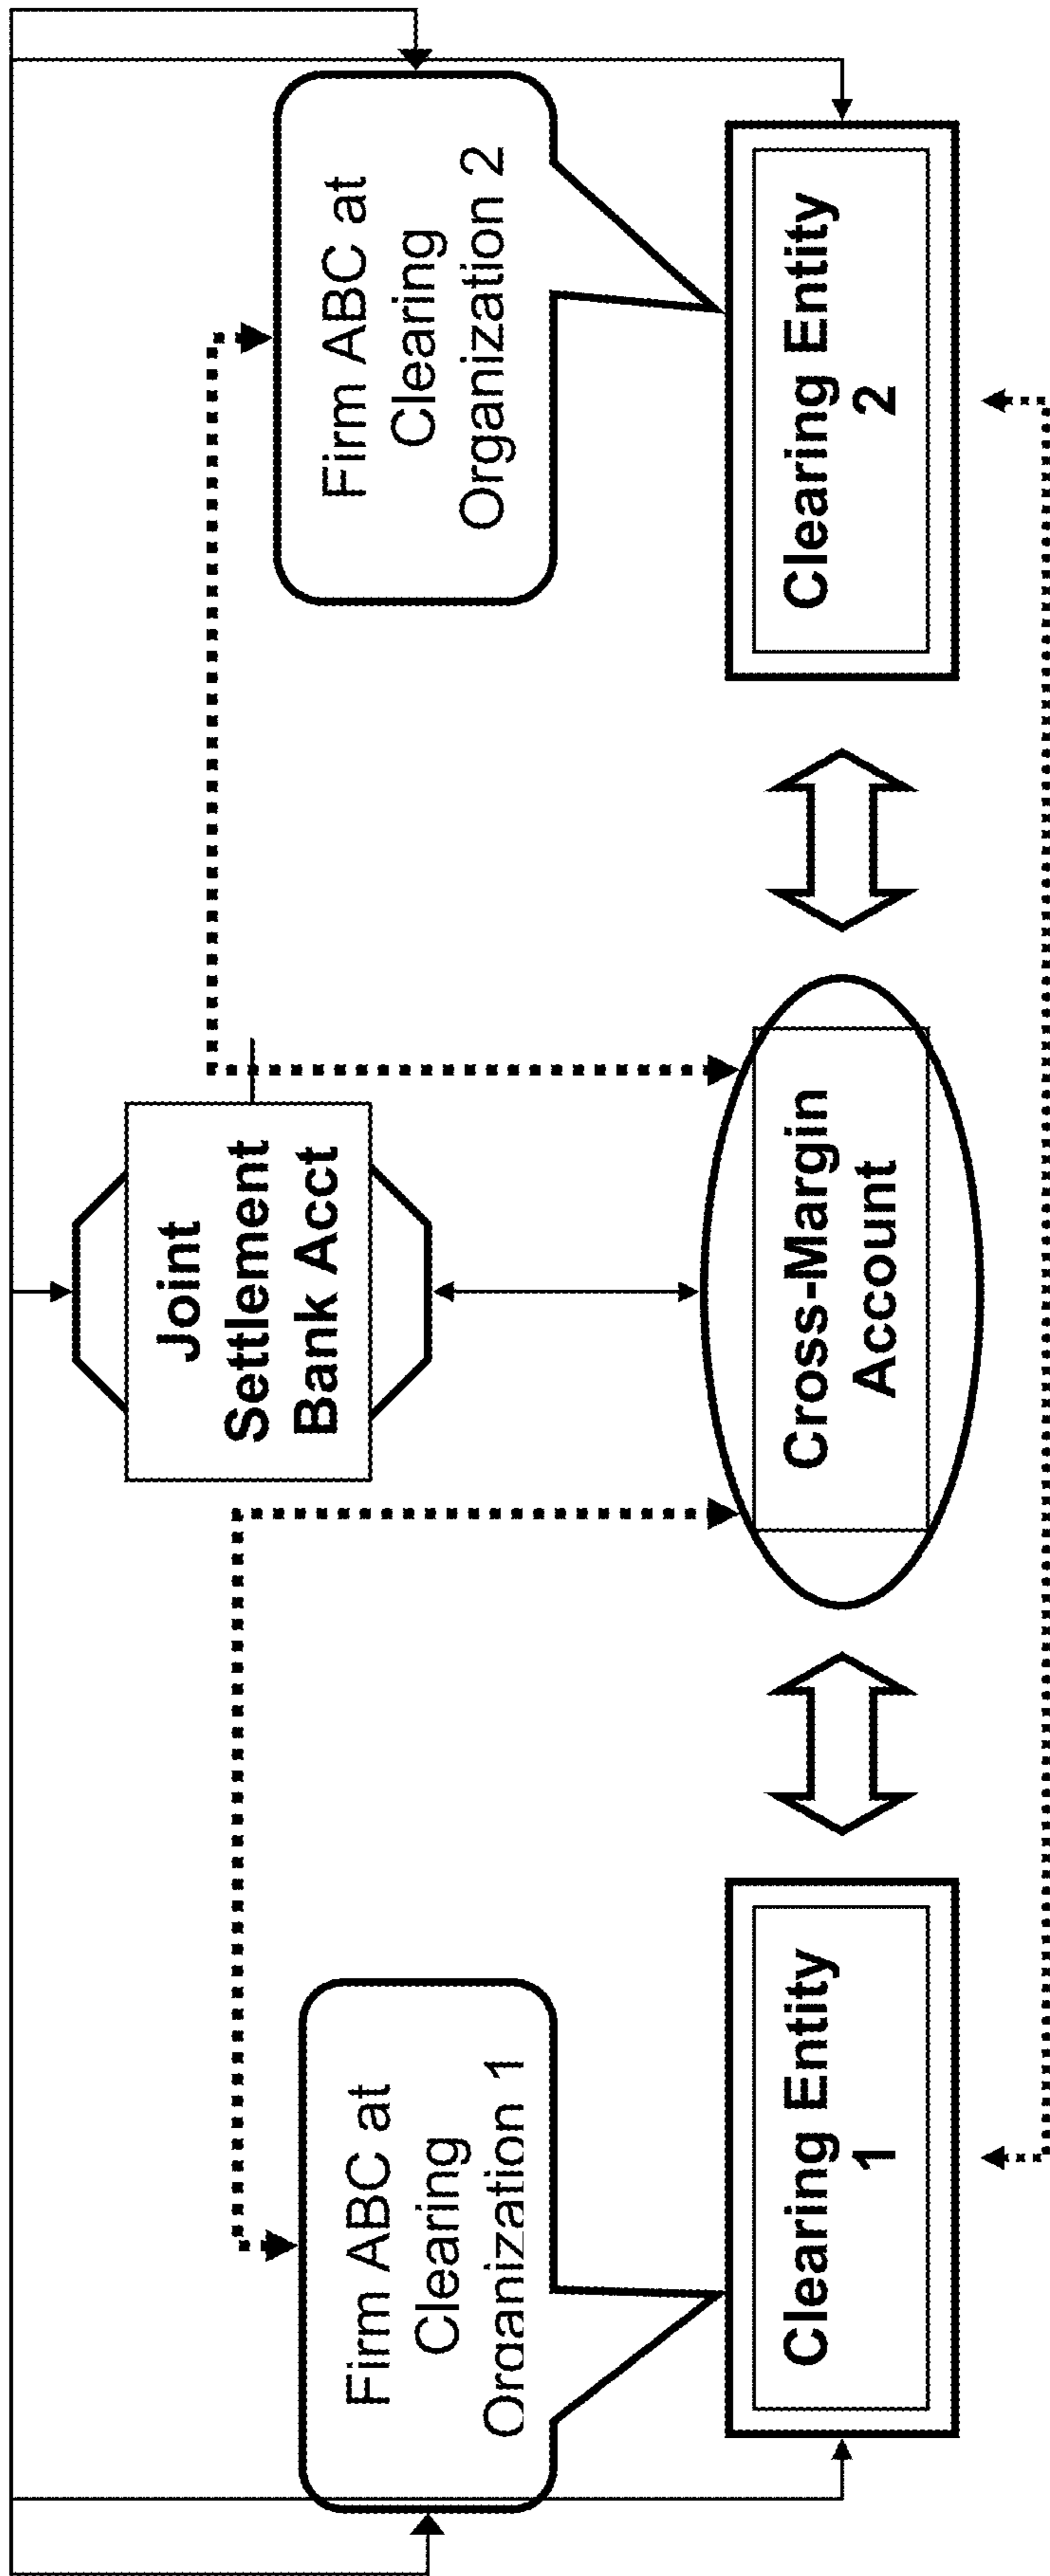 Joint
Settlement
Bank Acct
Firm ABC at
Clearing
Organization 1
Firm ABC at
Clearing
Organization 2
Clearing Entity
1
Cross-Margin
Account
Clearing Entity
2